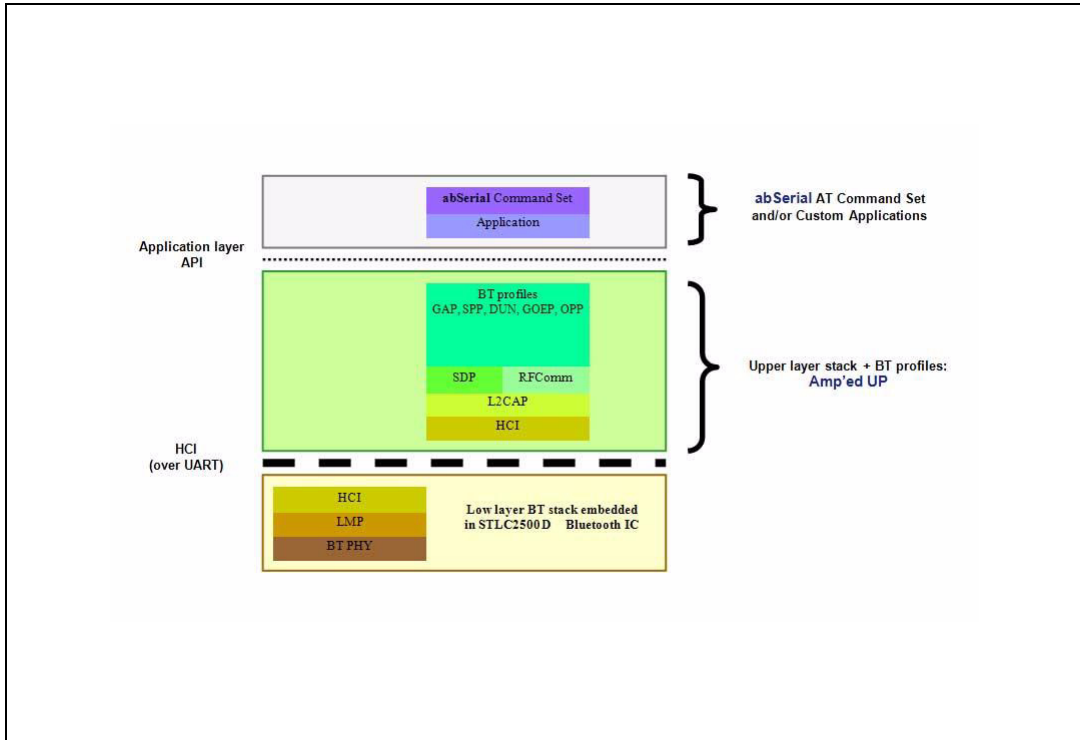 abSerial Command Set
Application
abSerial AT Command Set
and/or Custom Applications
Application layer
API
BT profiles
GAP, SPP, DUN, GOEP, OPP
SDP
RFComm
L2CAP
HCI
Upper layer stack + BT profiles:
Amp'ed UP
HCI
(over UART)
HCI
LMP
BT PHY
Low layer BT stack embedded
in STLC2500D Bluetooth IC